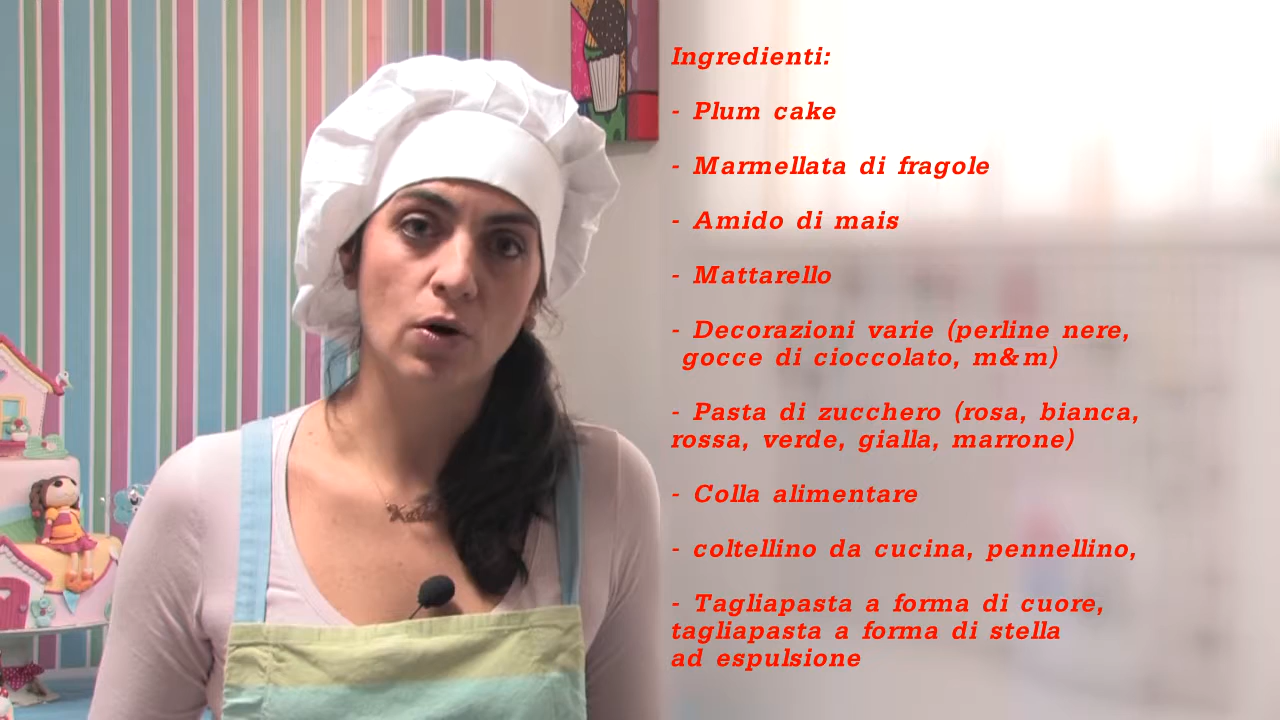 Ingredienti:
- Plum cake
- Marmellata di fragole
- Amido di mais
- Mattarello
- Decorazioni varie (perline nere,
gocce di cioccolato, m&m)
- Pasta di zucchero (rosa, bianca,
rossa, verde, gialla, marrone)
- Colla alimentare
- coltellino da cucina, pennellino,
- Tagliapasta a forma di cuore,
tagliapasta a forma di stella
ad espulsione